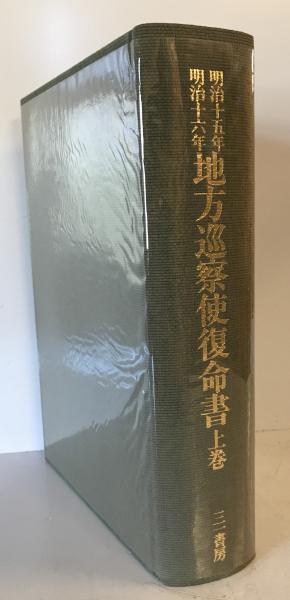 明治十五年
明治十六年
地方巡察使復命書 上巻
三一書房